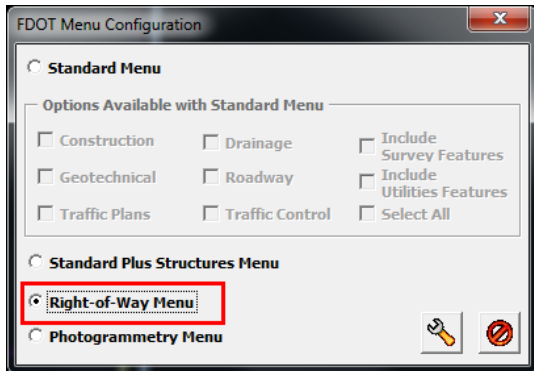 FDOT Menu Configuration
Standard Menu
Options Available with Standard Menu
Construction
Drainage
Include
Survey Features
Geotechnical
Roadway
Include
Utilities Features
Traffic Plans
Traffic Control
Select All
Standard Plus Structures Menu
Right-of-Way Menu
Photogrammetry Menu